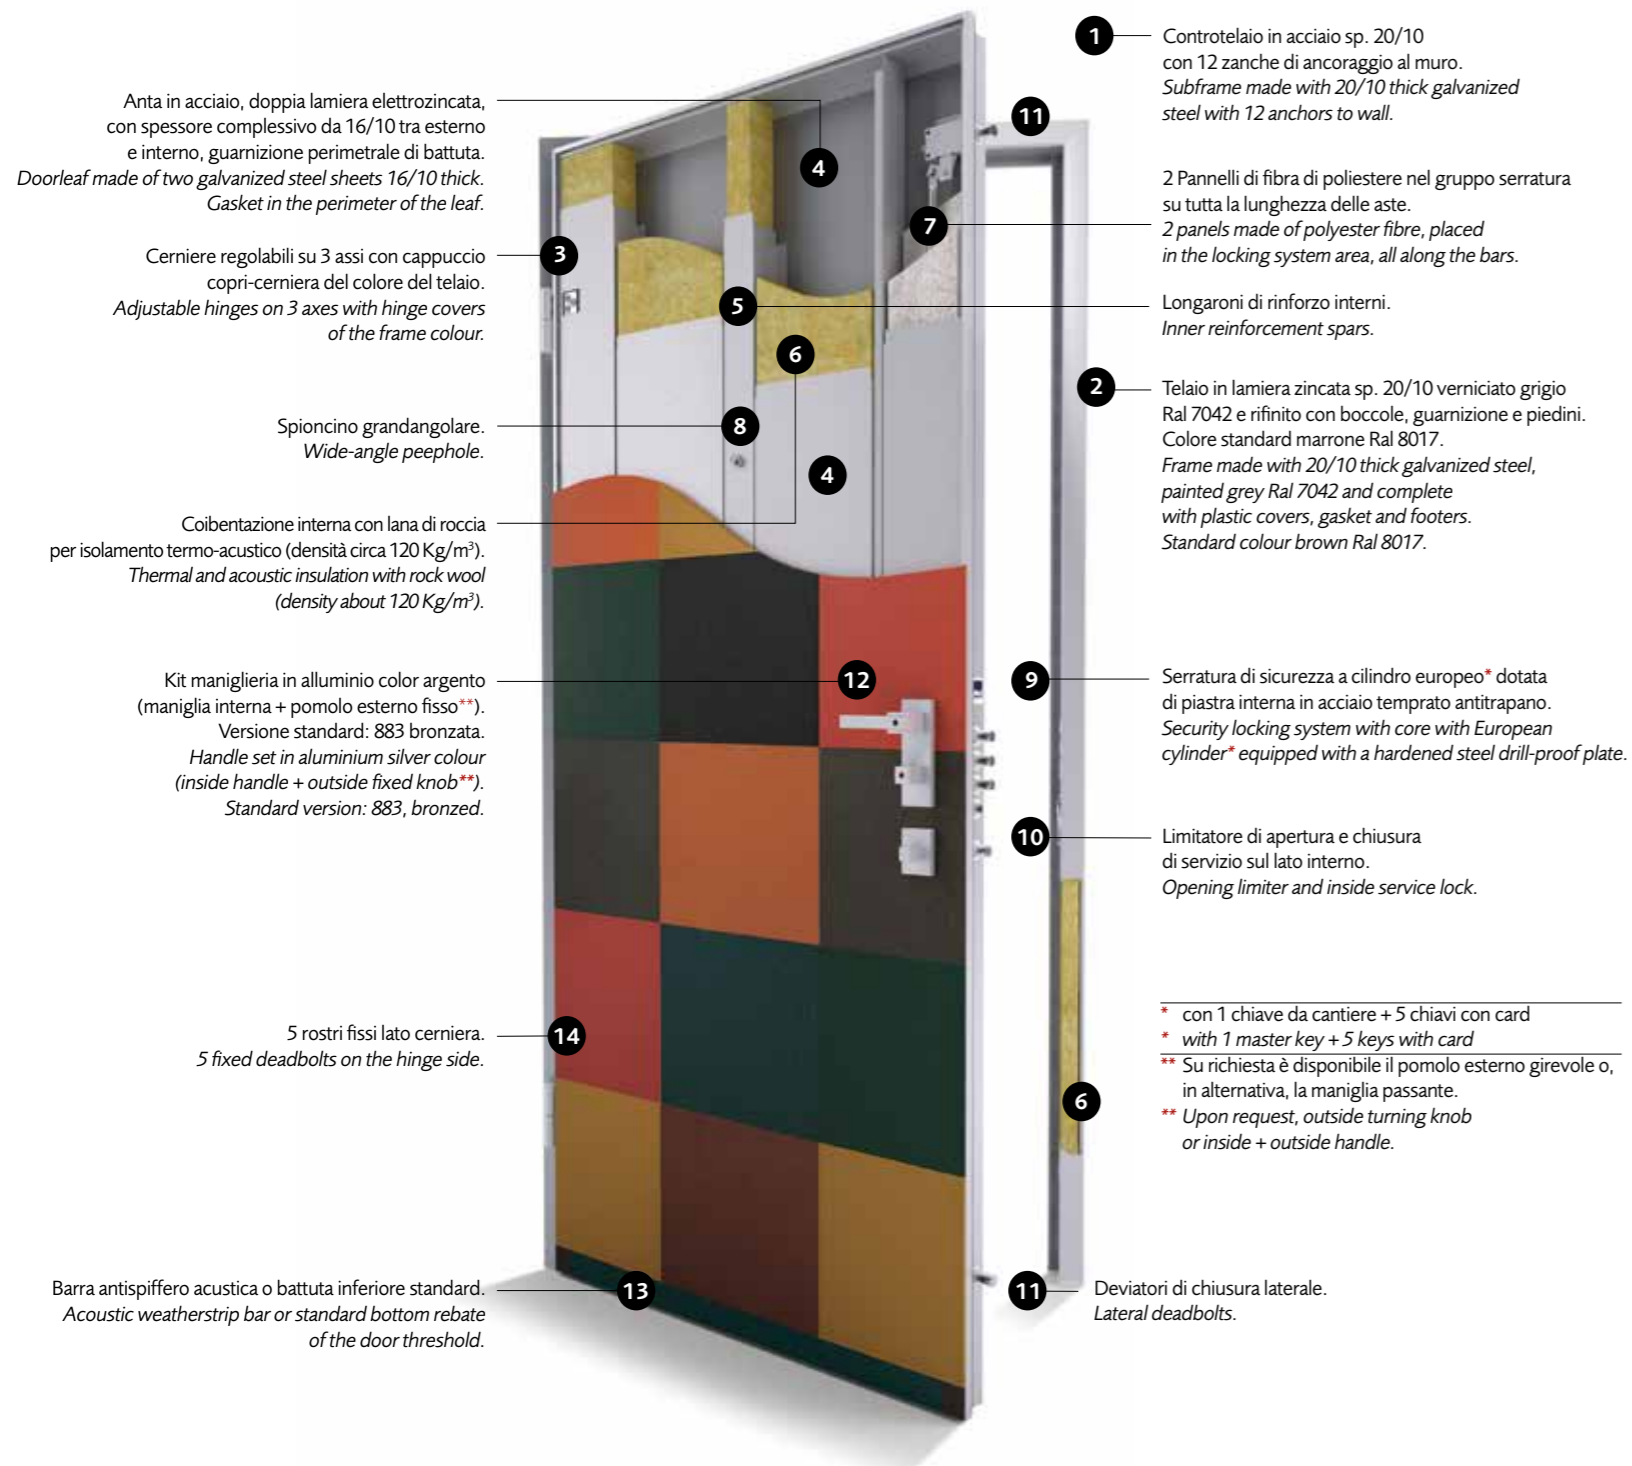 1
Controtelaio in acciaio sp. 20/10
con 12 zanche di ancoraggio al muro.
Subframe made with 20/10 thick galvanized
steel with 12 anchors to wall.
11
Anta in acciaio, doppia lamiera elettrozincata,
con spessore complessivo da 16/10 tra esterno
e interno, guarnizione perimetrale di battuta.
Doorleaf made of two galvanized steel sheets 16/10 thick.
Gasket in the perimeter of the leaf.
4
2 Pannelli di fibra di poliestere nel gruppo serratura
su tutta la lunghezza delle aste.
2 panels made of polyester fibre, placed
in the locking system area, all along the bars.
7
Cerniere regolabili su 3 assi con cappuccio
copri-cerniera del colore del telaio.
Adjustable hinges on 3 axes with hinge covers
of the frame colour.
3
5
Longaroni di rinforzo interni.
Inner reinforcement spars.
6
2
Telaio in lamiera zincata sp. 20/10 verniciato grigio
Ral 7042 e rifinito con boccole, guarnizione e piedini.
Colore standard marrone Ral 8017.
Frame made with 20/10 thick galvanized steel,
painted grey Ral 7042 and complete
with plastic covers, gasket and footers.
Standard colour brown Ral 8017.
Spioncino grandangolare.
Wide-angle peephole.
8
4
Coibentazione interna con lana di roccia
per isolamento termo-acustico (densità circa 120 Kg/m³).
Thermal and acoustic insulation with rock wool
(density about 120 Kg/m³).
Kit maniglieria in alluminio color argento
(maniglia interna + pomolo esterno fisso**).
Versione standard: 883 bronzata.
Handle set in aluminium silver colour
(inside handle + outside fixed knob**).
Standard version: 883, bronzed.
12
9
Serratura di sicurezza a cilindro europeo* dotata
di piastra interna in acciaio temprato antitrapano.
Security locking system with core with European
cylinder* equipped with a hardened steel drill-proof plate.
10
Limitatore di apertura e chiusura
di servizio sul lato interno.
Opening limiter and inside service lock.
5 rostri fissi lato cerniera.
5 fixed deadbolts on the hinge side.
14
* con 1 chiave da cantiere + 5 chiavi con card
* with 1 master key + 5 keys with card
** Su richiesta è disponibile il pomolo esterno girevole o,
in alternativa, la maniglia passante.
** Upon request, outside turning knob
or inside + outside handle.
6
Barra antispiffero acustica o battuta inferiore standard.
Acoustic weatherstrip bar or standard bottom rebate
of the door threshold.
13
11
Deviatori di chiusura laterale.
Lateral deadbolts.